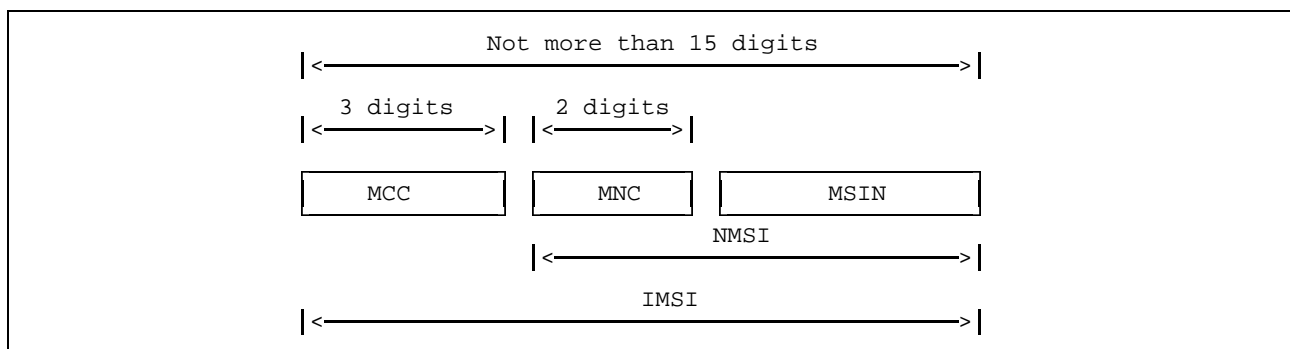 Not more than 15 digits
3 digits 2 digits
MCC MNC MSIN
NMSI
IMSI